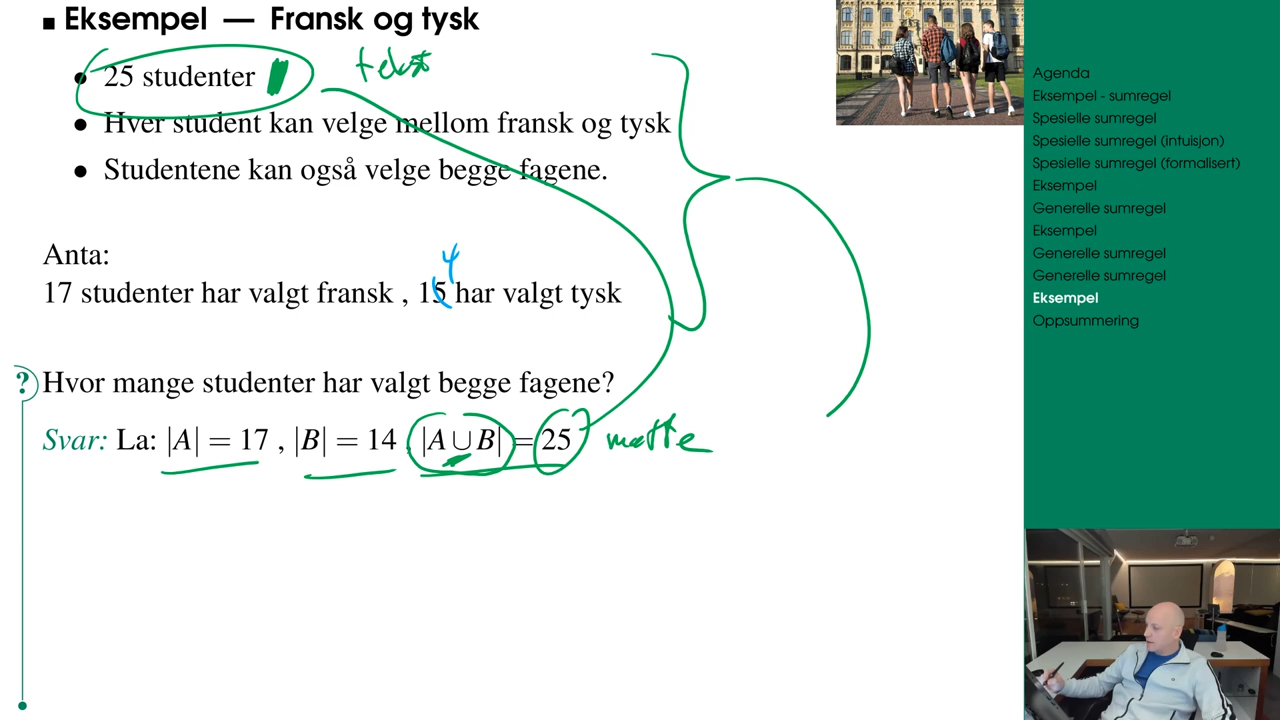 ■ Eksempel — Fransk og tysk
• 25 studenter tekst
• Hver student kan velge mellom fransk og tysk
• Studentene kan også velge begge fagene.
Anta:
4
17 studenter har valgt fransk , 15 har valgt tysk
? Hvor mange studenter har valgt begge fagene?
Svar: La: |A| = 17 , |B| = 14 , |A ∪ B| = 25 matte
Agenda
Eksempel - sumregel
Spesielle sumregel
Spesielle sumregel (intuisjon)
Spesielle sumregel (formalisert)
Eksempel
Generelle sumregel
Eksempel
Generelle sumregel
Generelle sumregel
Eksempel
Oppsummering